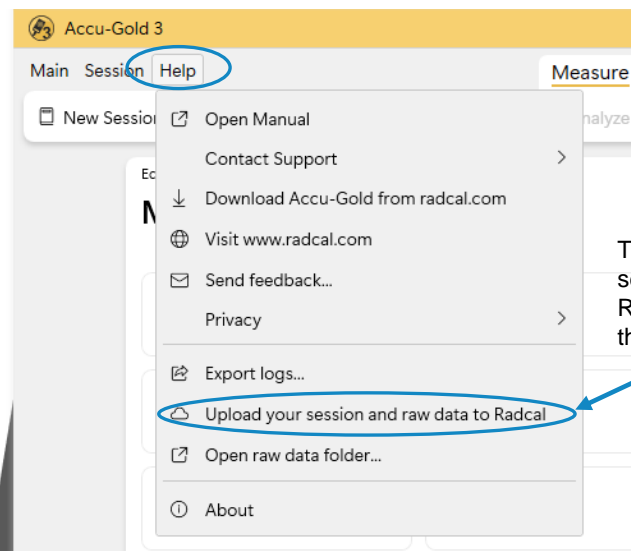 Accu-Gold 3
Main Session Help
Measure
New Session
Open Manual
Contact Support
Download Accu-Gold from radcal.com
Visit www.radcal.com
Send feedback...
Privacy
Export logs...
Upload your session and raw data to Radcal
Open raw data folder...
About